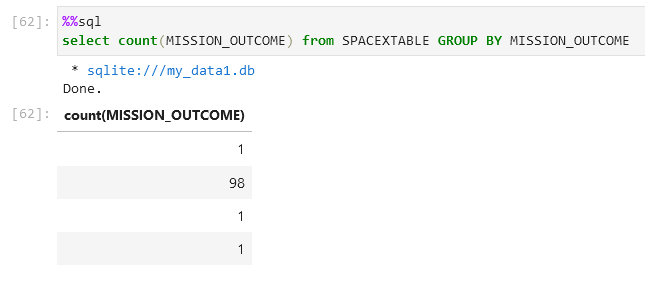 [62]: %%sql
select count(MISSION_OUTCOME) from SPACEXTABLE GROUP BY MISSION_OUTCOME
* sqlite:///my_data1.db
Done.
[62]: count(MISSION_OUTCOME)
1
98
1
1